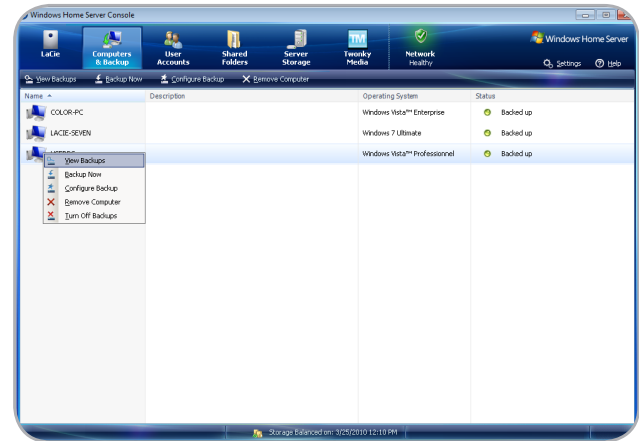 Windows Home Server Console
LaCie
Computers & Backup
User Accounts
Shared Folders
Server Storage
TM
Twonky Media
Network
Healthy
Windows Home Server
Settings
Help
View Backups
Backup Now
Configure Backup
Remove Computer
Name
Description
Operating System
Status
COLOR-PC
Windows Vista™ Enterprise
Backed up
LACIE-SEVEN
Windows 7 Ultimate
Backed up
Windows Vista™ Professionnel
Backed up
View Backups
Backup Now
Configure Backup
Remove Computer
Turn Off Backups
Storage Balanced on: 3/25/2010 12:10 PM